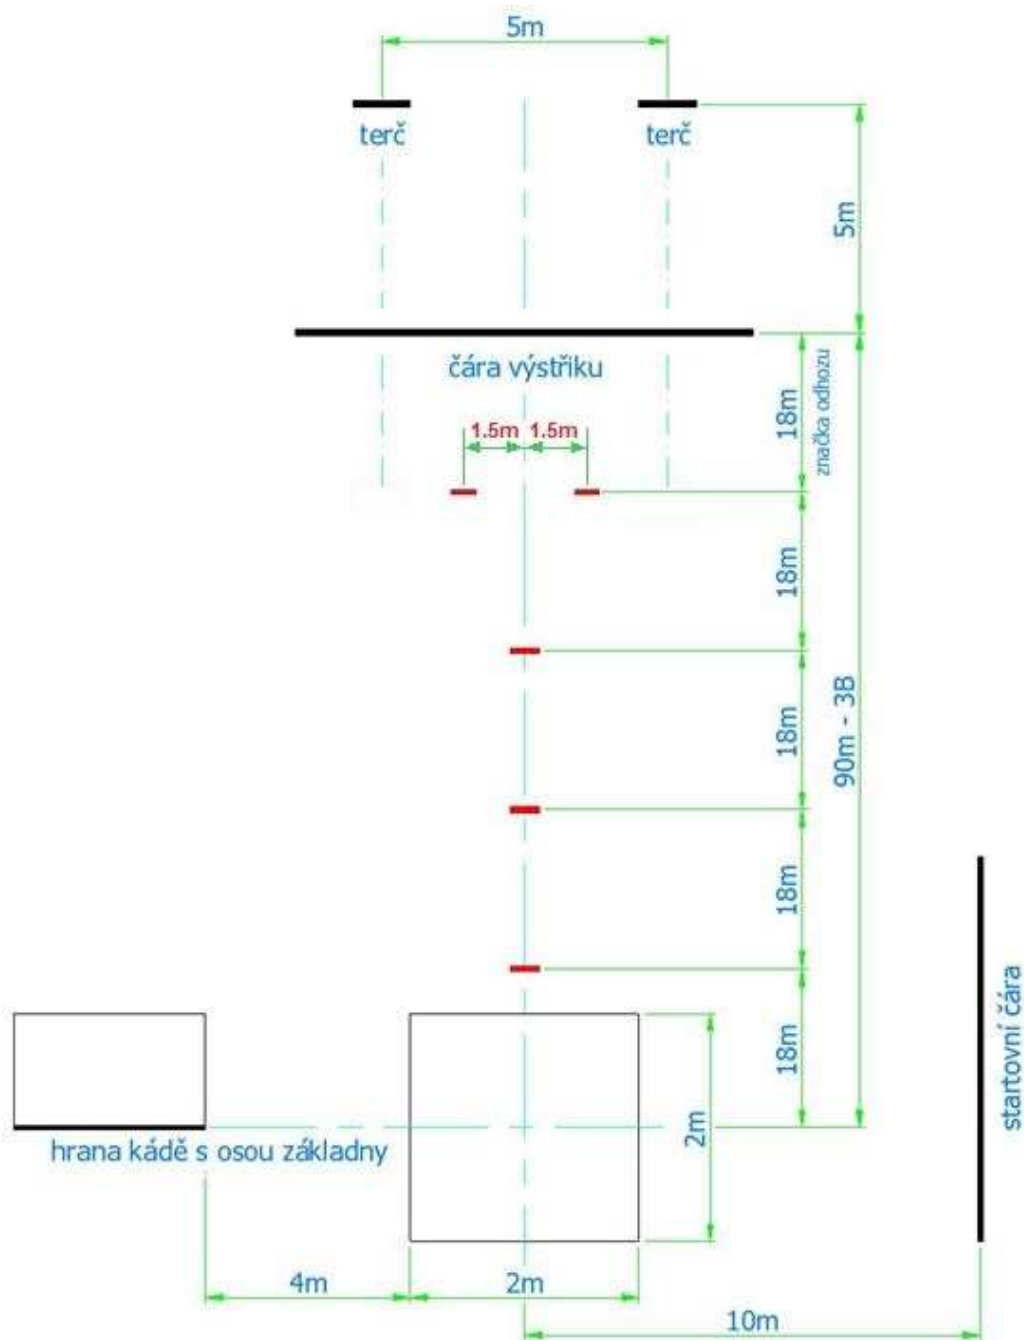 5m
terč
terč
5m
čára výstřiku
18m
značka odhozu
1.5m 1.5m
18m
18m
90m - 3B
18m
18m
startovní čára
2m
hrana kádě s osou základny
4m
2m
10m